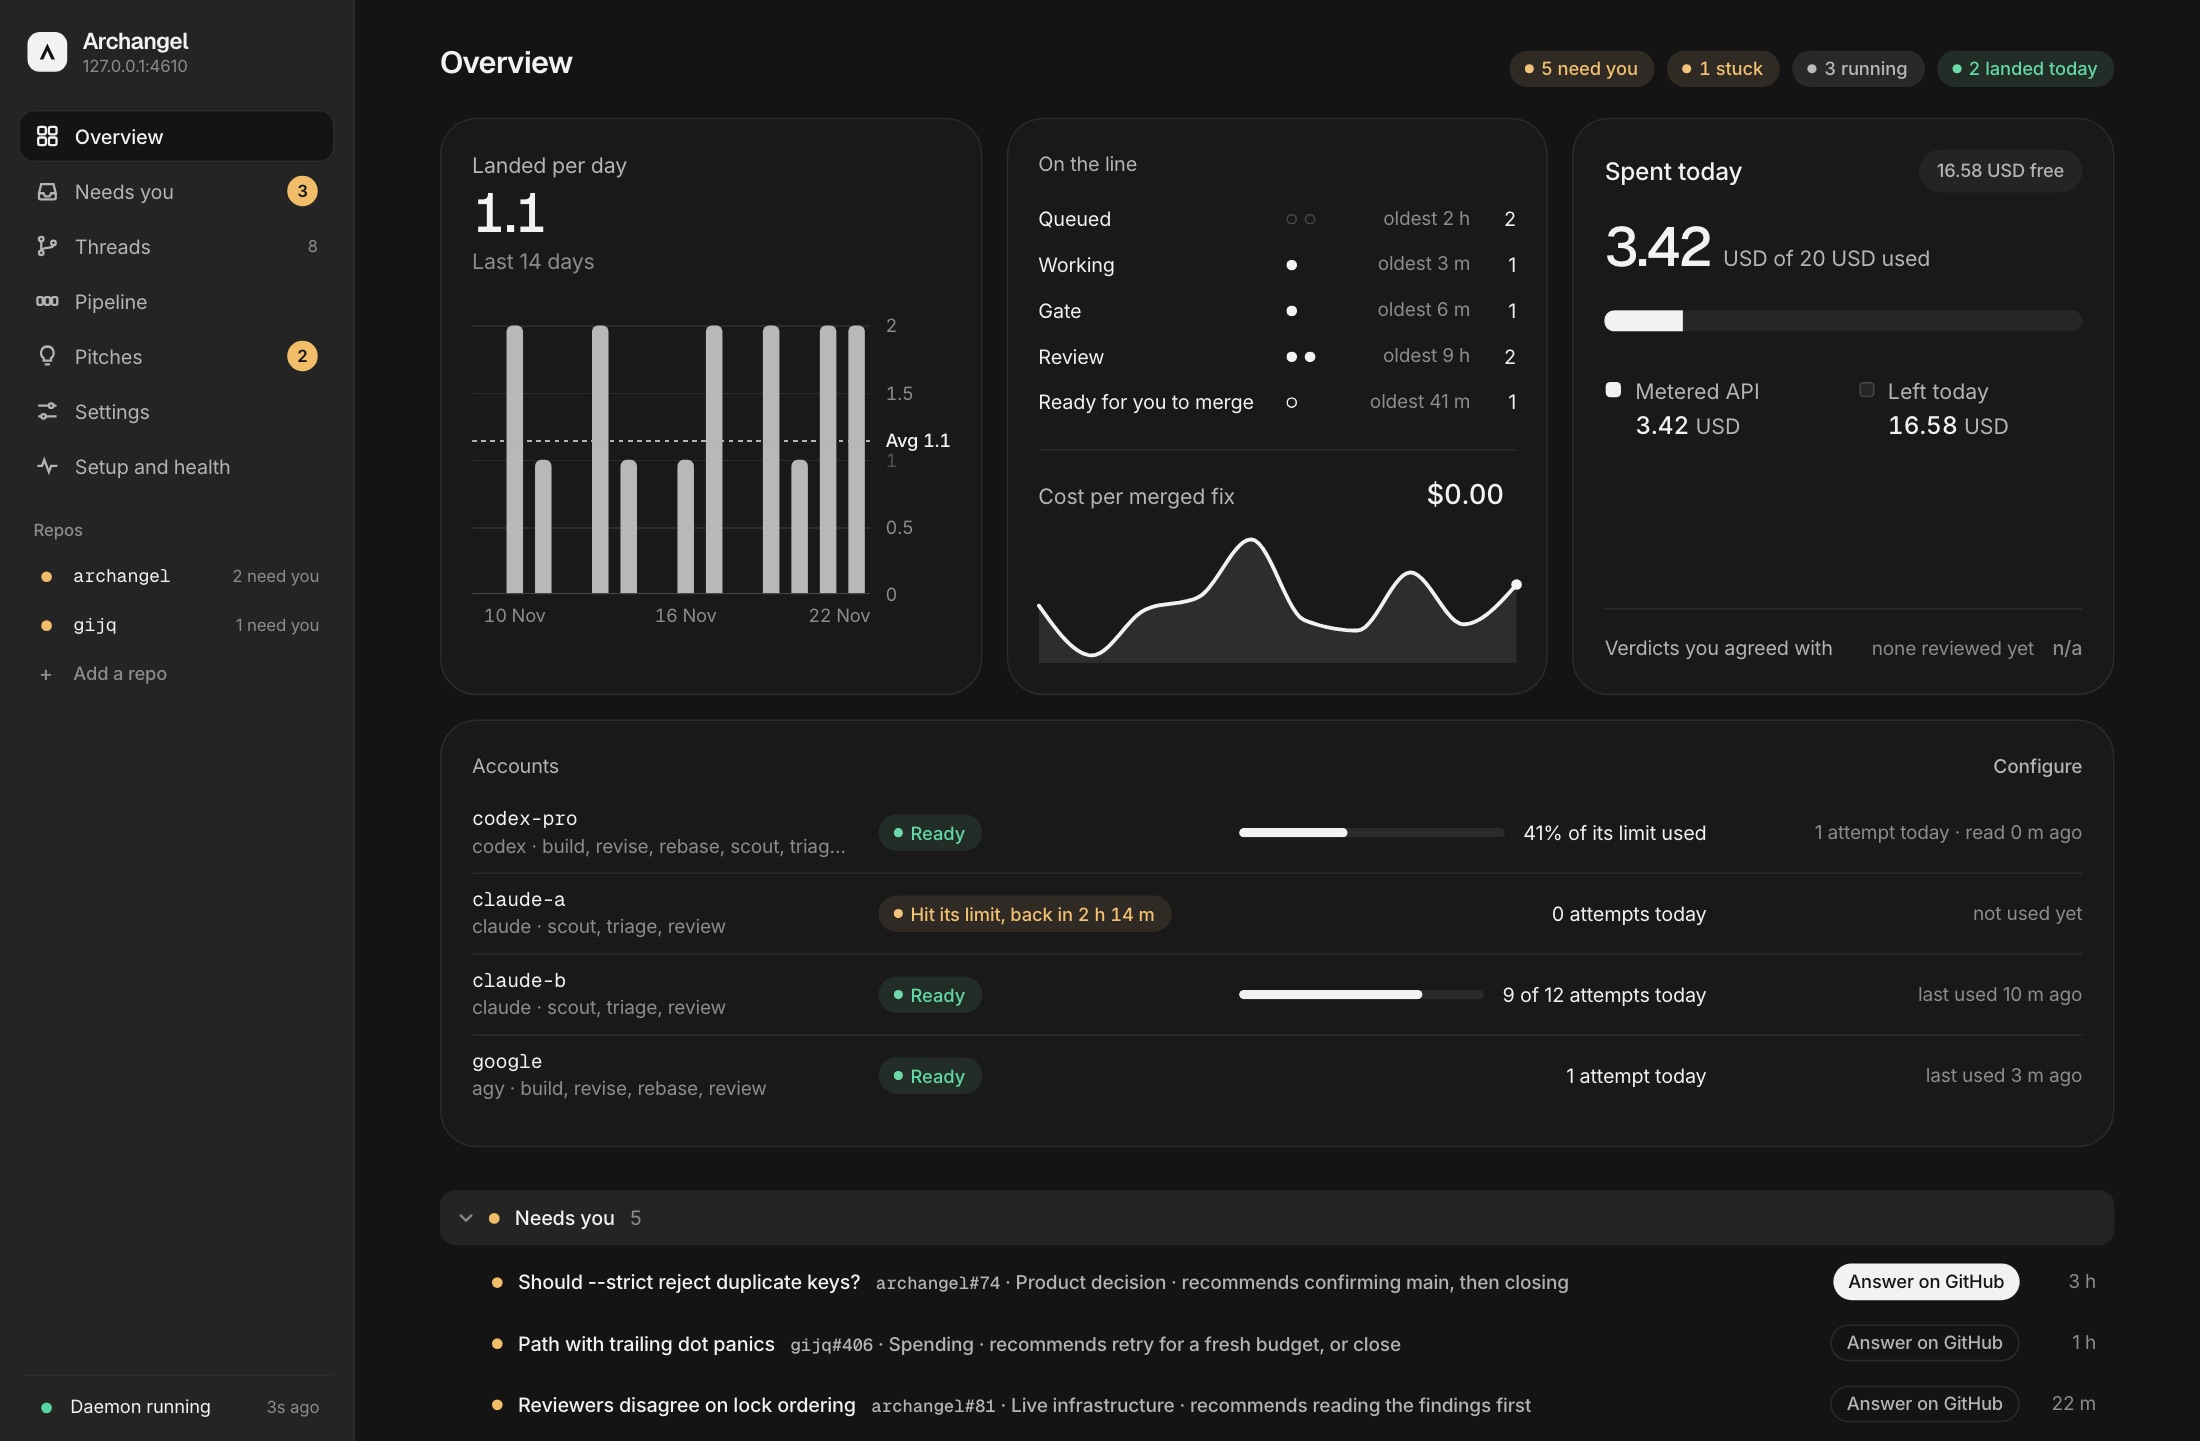 Archangel
127.0.0.1:4610
Overview
Needs you 3
Threads 8
Pipeline
Pitches 2
Settings
Setup and health
Repos
archangel 2 need you
gijq 1 need you
+ Add a repo
Daemon running 3s ago
Overview
5 need you 1 stuck 3 running 2 landed today
Landed per day
1.1
Last 14 days
2
1.5
Avg 1.1
1
0.5
0
10 Nov 16 Nov 22 Nov
On the line
Queued oldest 2 h 2
Working oldest 3 m 1
Gate oldest 6 m 1
Review oldest 9 h 2
Ready for you to merge oldest 41 m 1
Cost per merged fix $0.00
Spent today 16.58 USD free
3.42 USD of 20 USD used
Metered API Left today
3.42 USD 16.58 USD
Verdicts you agreed with none reviewed yet n/a
Accounts Configure
codex-pro
codex · build, revise, rebase, scout, triag... Ready 41% of its limit used 1 attempt today · read 0 m ago
claude-a
claude · scout, triage, review Hit its limit, back in 2 h 14 m 0 attempts today not used yet
claude-b
claude · scout, triage, review Ready 9 of 12 attempts today last used 10 m ago
google
agy · build, revise, rebase, review Ready 1 attempt today last used 3 m ago
Needs you 5
Should --strict reject duplicate keys? archangel#74 · Product decision · recommends confirming main, then closing Answer on GitHub 3 h
Path with trailing dot panics gijq#406 · Spending · recommends retry for a fresh budget, or close Answer on GitHub 1 h
Reviewers disagree on lock ordering archangel#81 · Live infrastructure · recommends reading the findings first Answer on GitHub 22 m